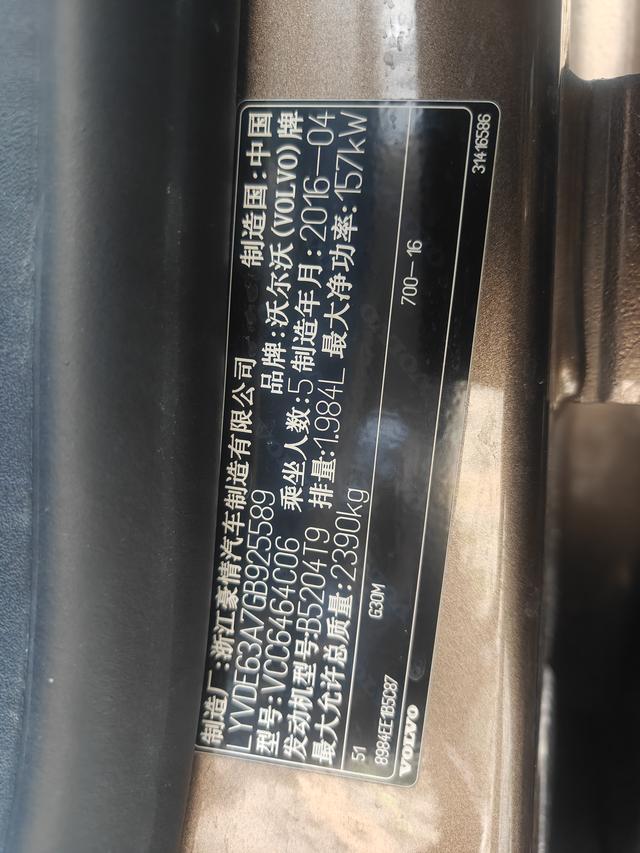 制造厂:浙江豪情汽车制造有限公司 制造国:中国
LYVDE63A7GB925589 品牌:沃尔沃(VOLVO)牌
型号:VCC6464C06 乘坐人数:5 制造年月:2016—04
发动机型号:B5204T9 排量:1.984L 最大净功率:157kW
最大允许总质量:2390kg
51 G30M 700—16
8984EE1B5C87
VOLVO 31416586